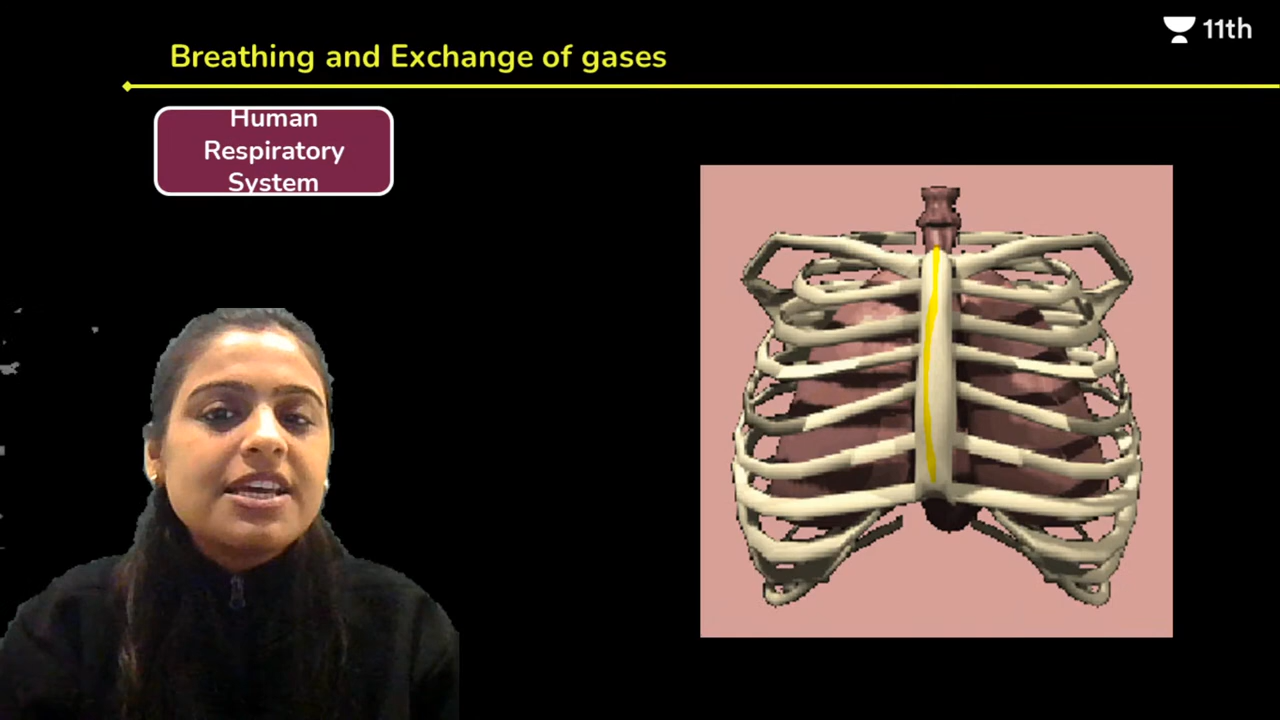 11th
Breathing and Exchange of gases
Human
Respiratory
System